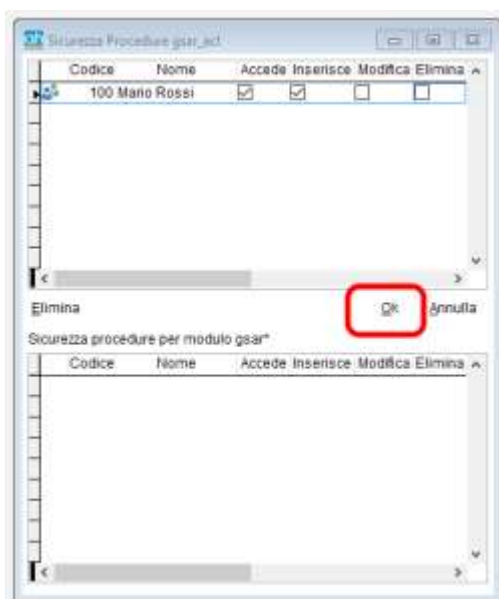 Sicurezza Procedure gsar_act
Codice Nome Accede Inserisce Modifica Elimina
100 Mario Rossi
Elimina Ok Annulla
Sicurezza procedure per modulo gsar*
Codice Nome Accede Inserisce Modifica Elimina